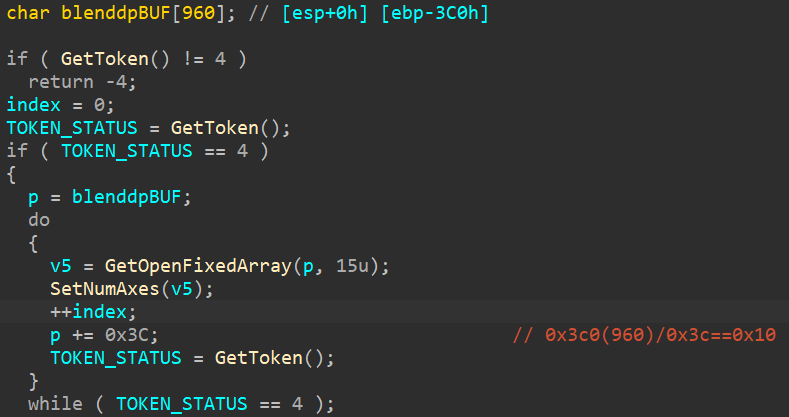 char blenddpBUF[960]; // [esp+0h] [ebp-3C0h]
if ( GetToken() != 4 )
return -4;
index = 0;
TOKEN_STATUS = GetToken();
if ( TOKEN_STATUS == 4 )
{
p = blenddpBUF;
do
{
v5 = GetOpenFixedArray(p, 15u);
SetNumAxes(v5);
++index;
p += 0x3C; // 0x3c0(960)/0x3c==0x10
TOKEN_STATUS = GetToken();
}
while ( TOKEN_STATUS == 4 );